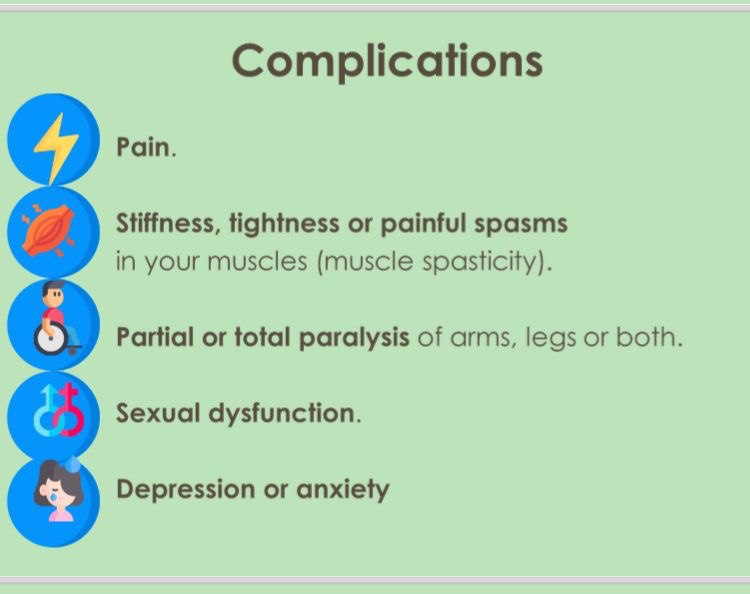 Complications
Pain.
Stiffness, tightness or painful spasms
in your muscles (muscle spasticity).
Partial or total paralysis of arms, legs or both.
Sexual dysfunction.
Depression or anxiety